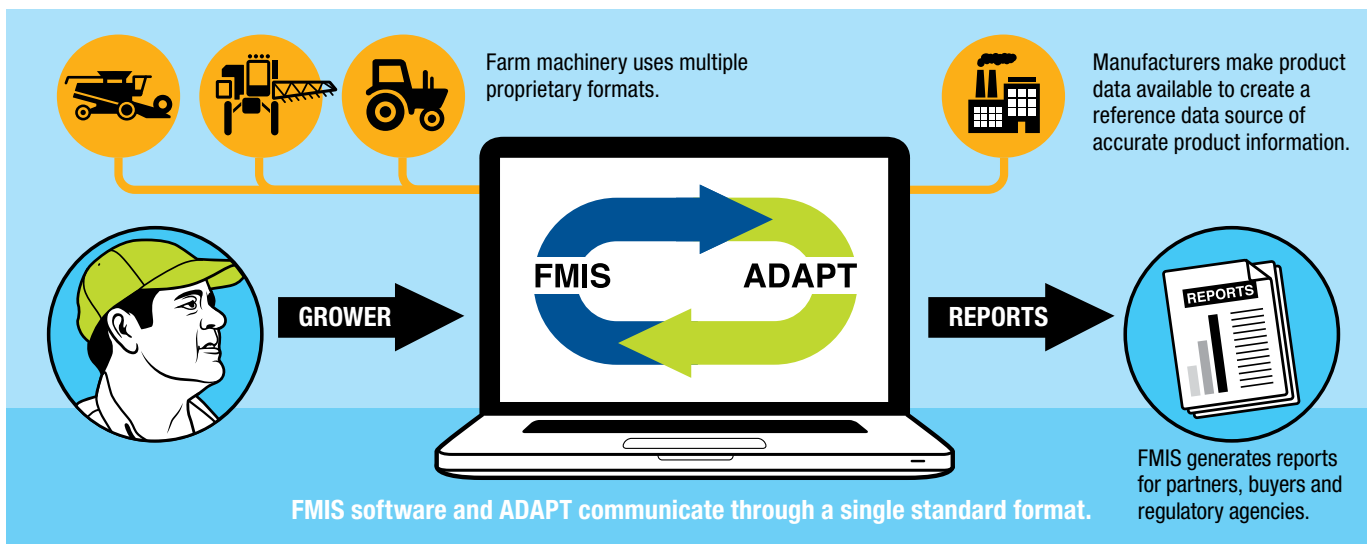 Farm machinery uses multiple
proprietary formats.
Manufacturers make product
data available to create a
reference data source of
accurate product information.
FMIS
ADAPT
GROWER
REPORTS
REPORTS
FMIS generates reports
for partners, buyers and
regulatory agencies.
FMIS software and ADAPT communicate through a single standard format.